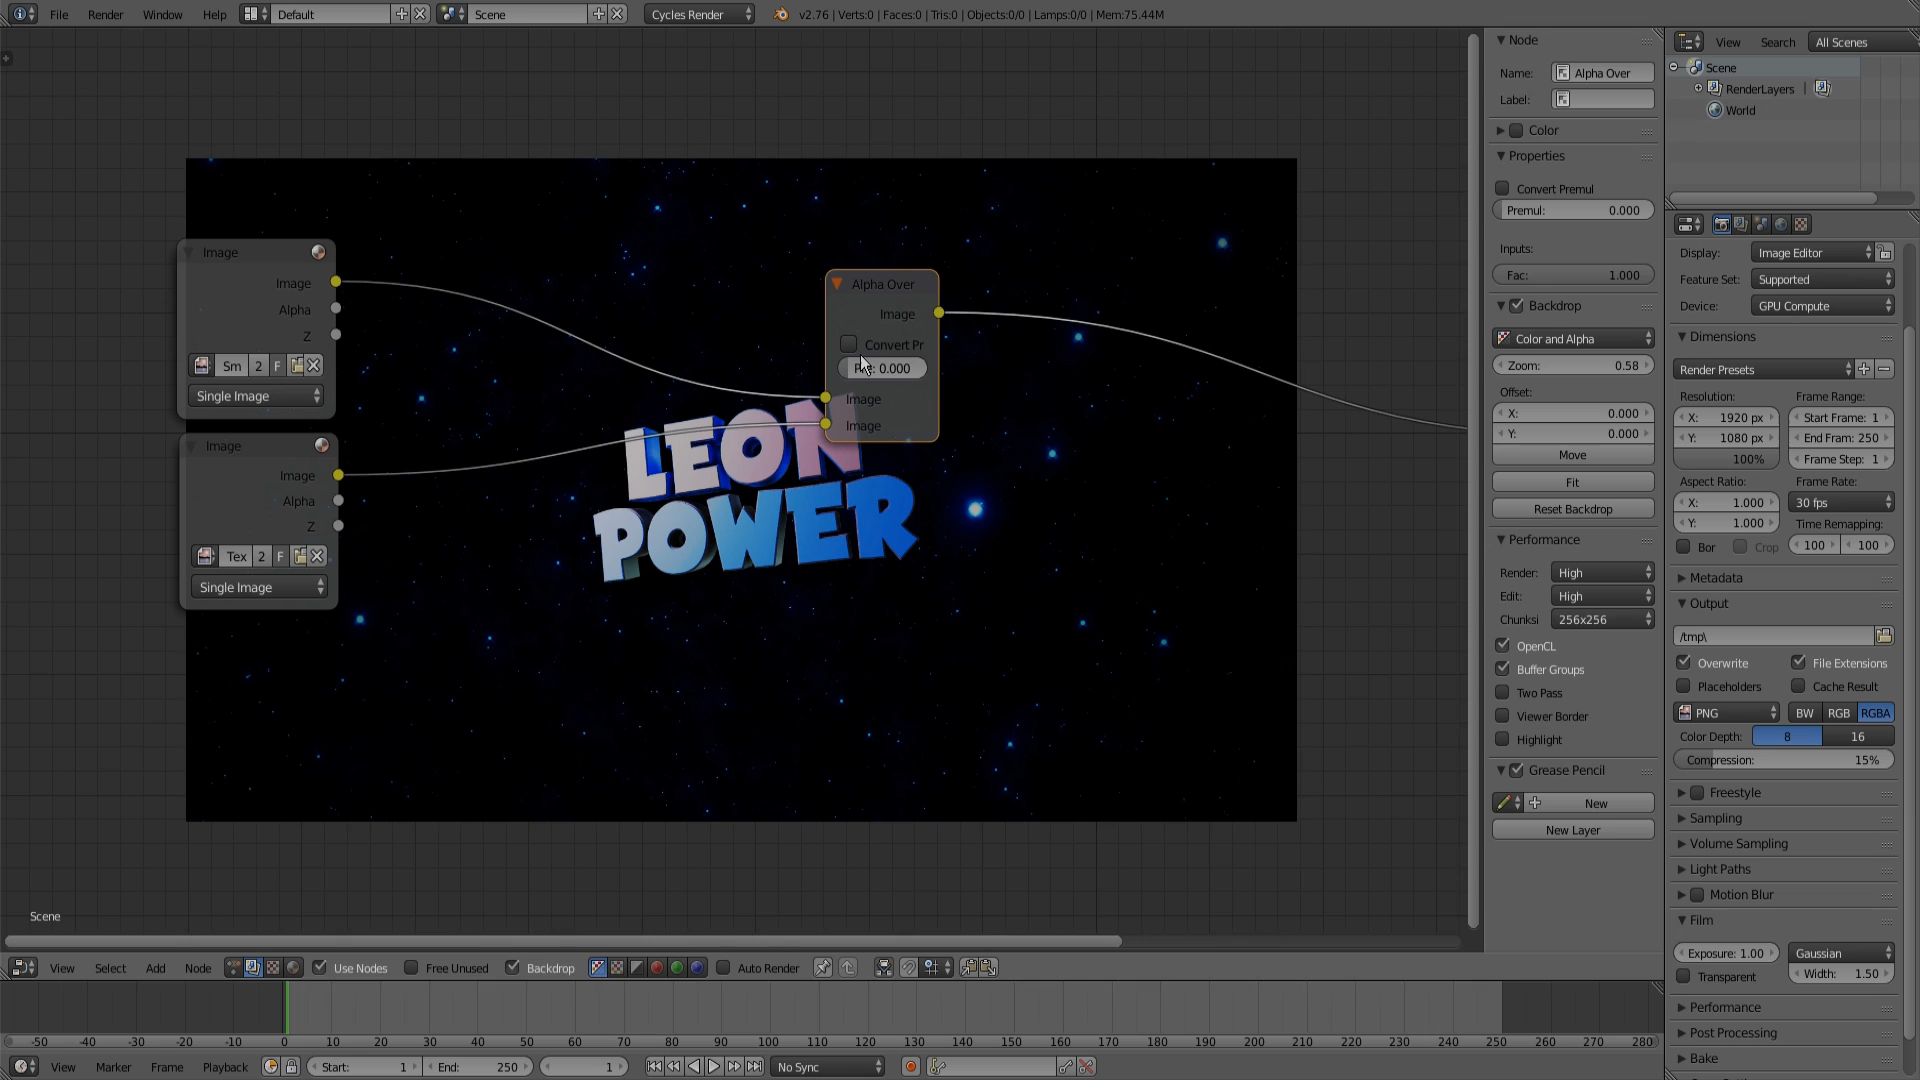 File Render Window Help Default Scene Cycles Render v2.76 | Verts:0 | Faces:0 | Tris:0 | Objects:0/0 | Lamps:0/0 | Mem:75.44M
Image
Image
Alpha
Z
Sm 2 F
Single Image
Image
Image
Alpha
Z
Tex 2 F
Single Image
Alpha Over
Image
Convert Pr
0.000
Image
Image
LEON
POWER
Scene
Node
Name: Alpha Over
Label:
Color
Properties
Convert Premul
Premul: 0.000
Inputs:
Fac: 1.000
Backdrop
Color and Alpha
Zoom: 0.58
Offset:
X: 0.000
Y: 0.000
Move
Fit
Reset Backdrop
Performance
Render: High
Edit: High
Chunksi 256x256
OpenCL
Buffer Groups
Two Pass
Viewer Border
Highlight
Grease Pencil
New
New Layer
View Search All Scenes
Scene
RenderLayers |
World
Display: Image Editor
Feature Set: Supported
Device: GPU Compute
Dimensions
Render Presets
Resolution: Frame Range:
X: 1920 px Start Frame: 1
Y: 1080 px End Fram: 250
100% Frame Step: 1
Aspect Ratio: Frame Rate:
X: 1.000 30 fps
Y: 1.000 Time Remapping:
Bor Crop 100 100
Metadata
Output
/tmp\
Overwrite File Extensions
Placeholders Cache Result
PNG BW RGB RGBA
Color Depth: 8 16
Compression: 15%
Freestyle
Sampling
Volume Sampling
Light Paths
Motion Blur
Film
Exposure: 1.00 Gaussian
Transparent Width: 1.50
Performance
Post Processing
Bake
View Select Add Node Use Nodes Free Unused Backdrop Auto Render
-50 -40 -30 -20 -10 0 10 20 30 40 50 60 70 80 90 100 110 120 130 140 150 160 170 180 190 200 210 220 230 240 250 260 270 280
View Marker Frame Playback Start: 1 End: 250 1 No Sync